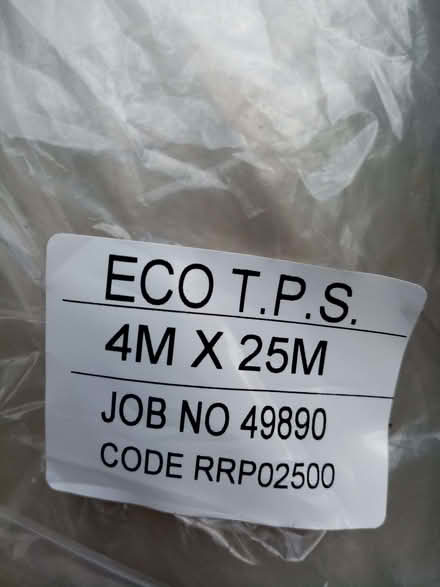 ECO T.P.S.
4M X 25M
JOB NO 49890
CODE RRP02500